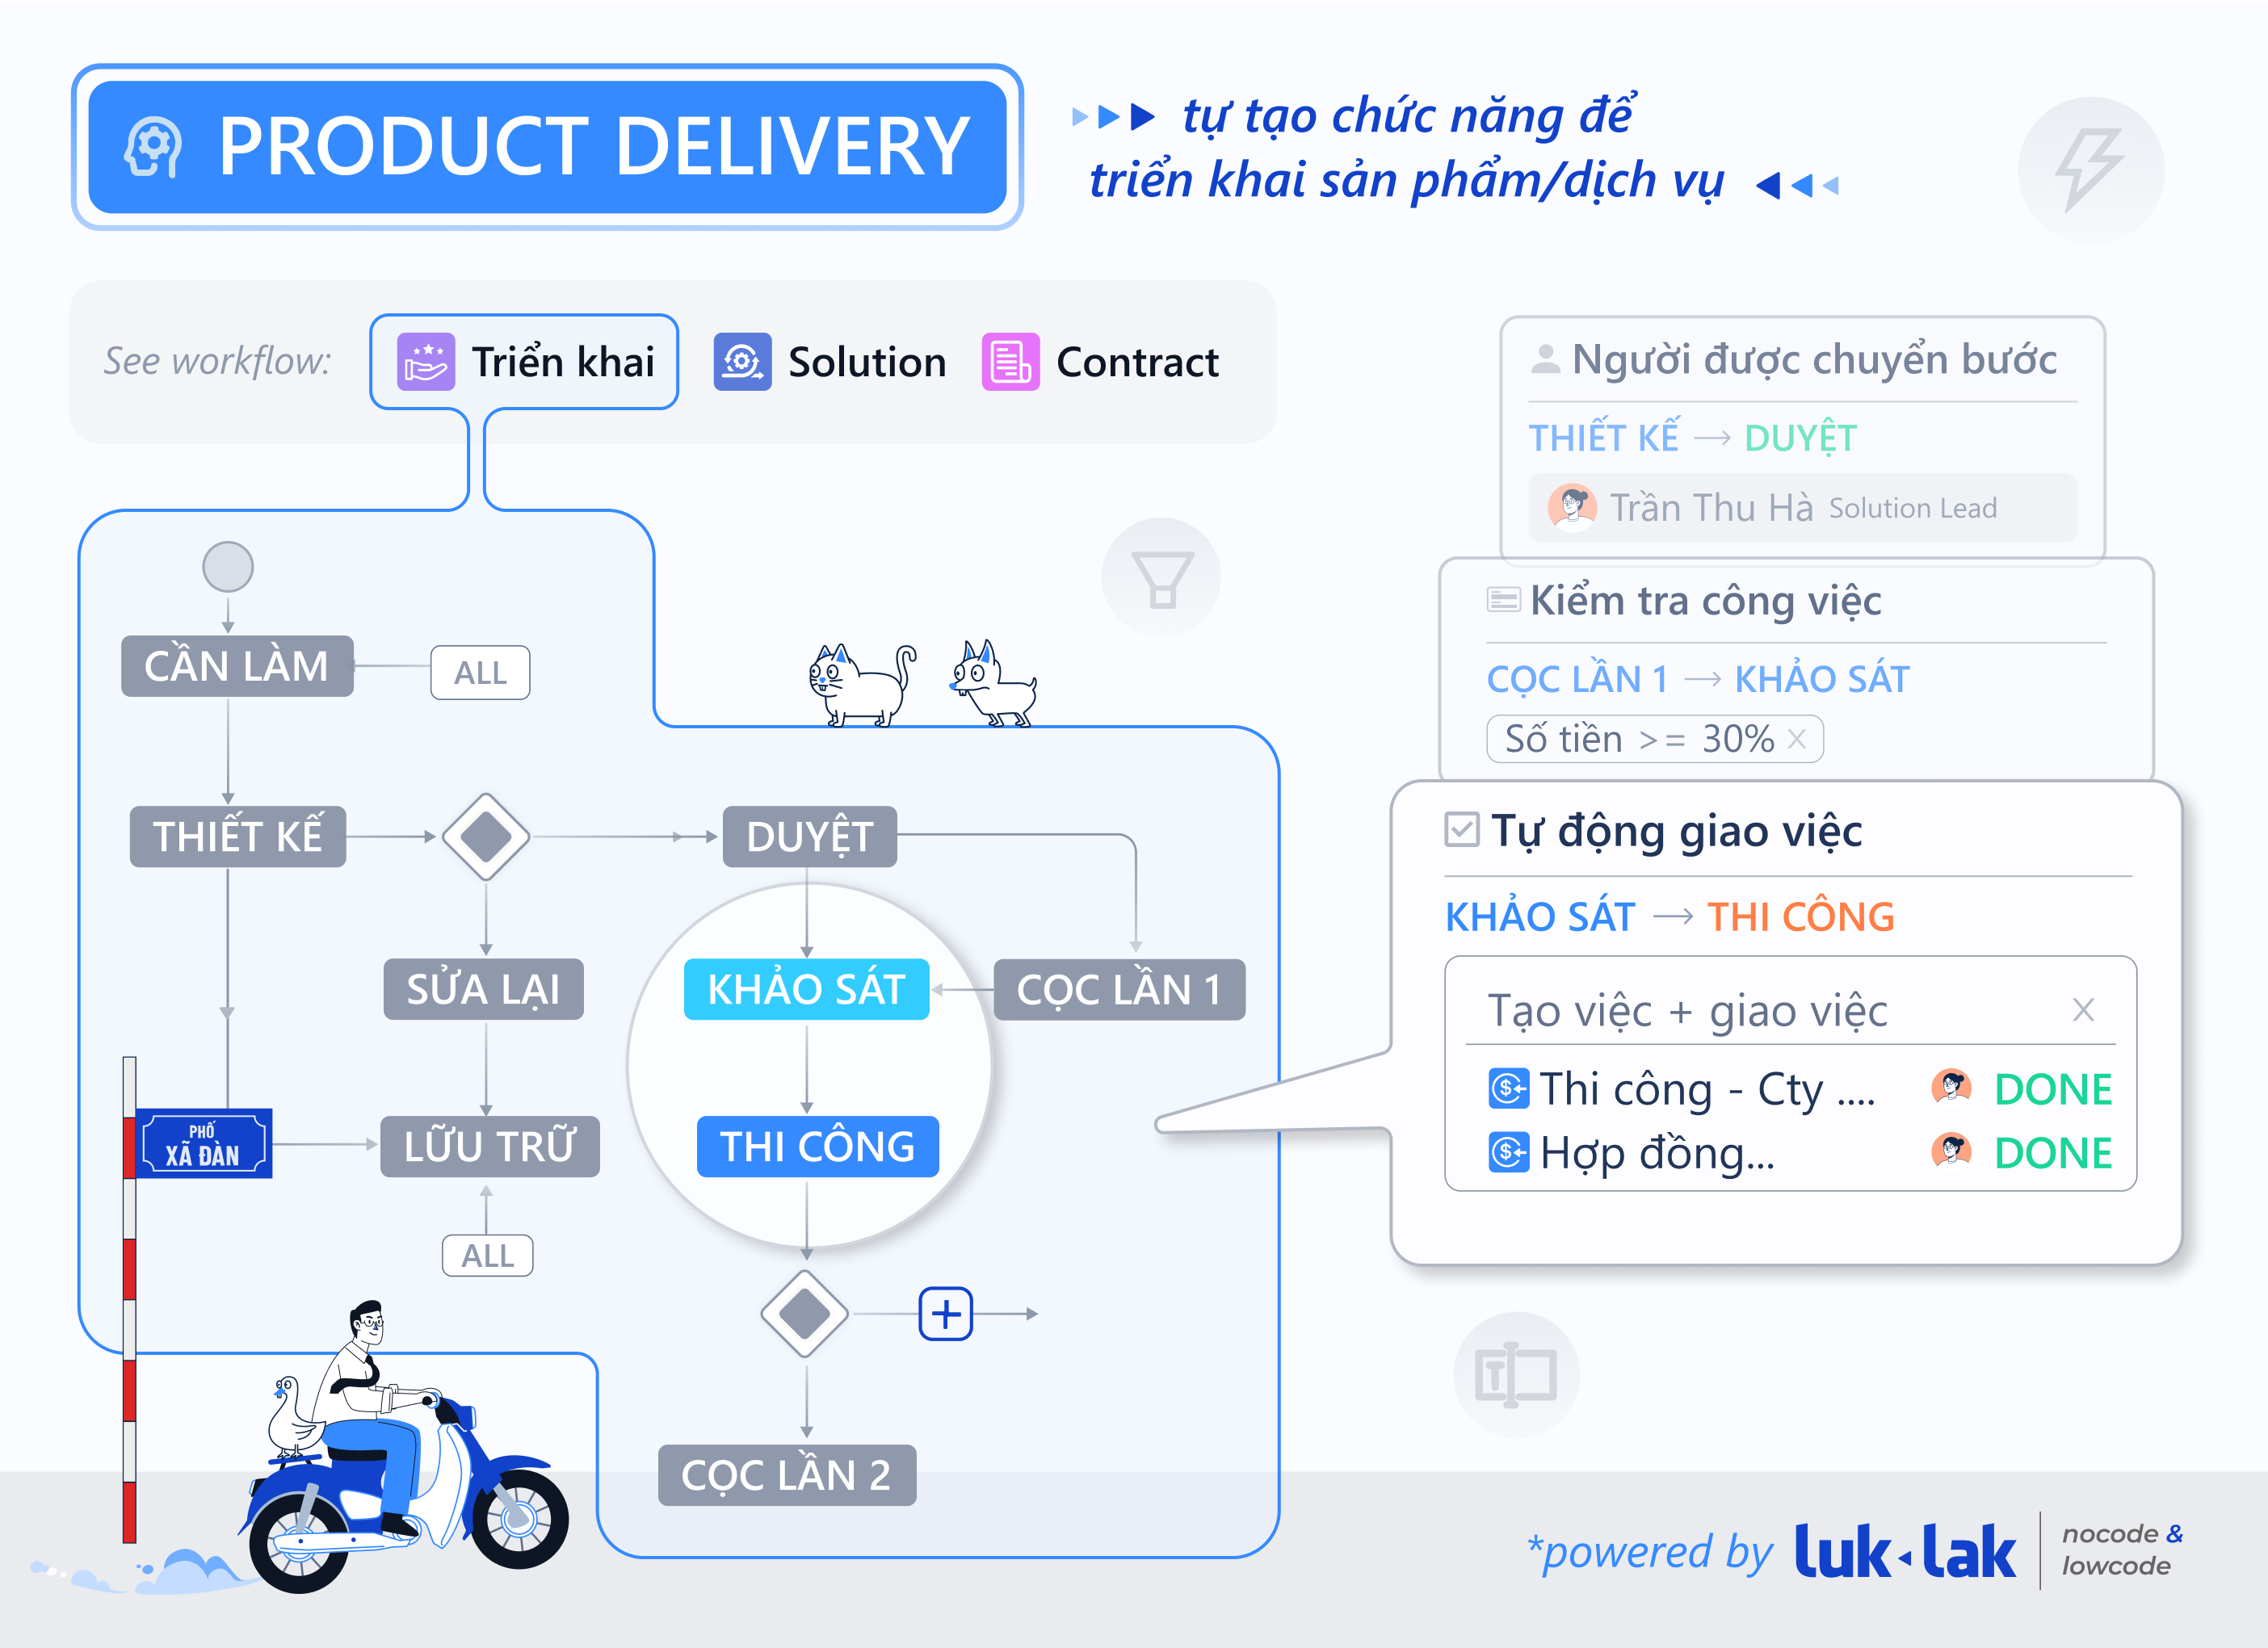 PRODUCT DELIVERY
tự tạo chức năng để
triển khai sản phẩm/dịch vụ
See workflow:
Triển khai
Solution
Contract
CẦN LÀM
ALL
THIẾT KẾ
DUYỆT
SỬA LẠI
KHẢO SÁT
CỌC LẦN 1
PHỐ
XÃ ĐÀN
LỮU TRỮ
THI CÔNG
ALL
CỌC LẦN 2
Người được chuyển bước
THIẾT KẾ → DUYỆT
Trần Thu Hà Solution Lead
Kiểm tra công việc
CỌC LẦN 1 → KHẢO SÁT
Số tiền >= 30% X
Tự động giao việc
KHẢO SÁT → THI CÔNG
Tạo việc + giao việc X
Thi công - Cty .... DONE
Hợp đồng... DONE
*powered by luk lak
nocode &
lowcode